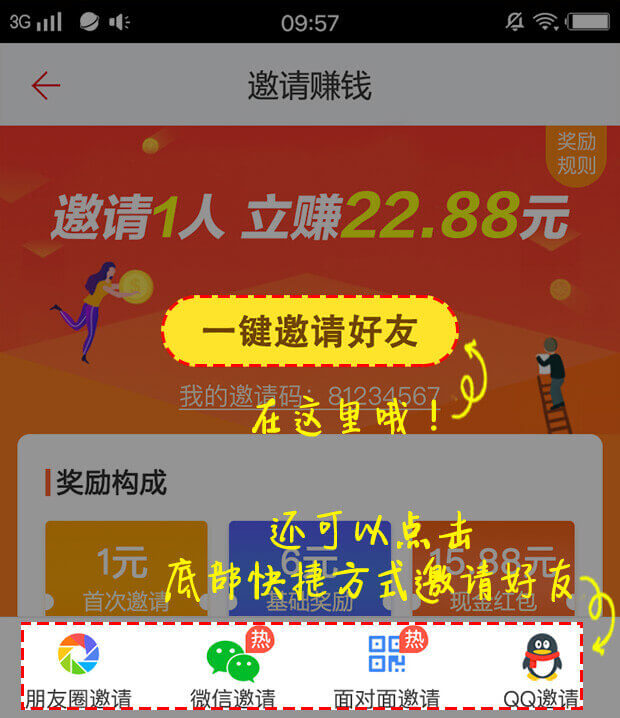 3G 09:57
邀请赚钱
奖励
规则
邀请1人 立赚22.88元
一键邀请好友
我的邀请码：81234567
在这里哦！
奖励构成
还可以点击
1元 6元 15.88元
底部快捷方式邀请好友
首次邀请 基础奖励 现金红包
热 热
朋友圈邀请 微信邀请 面对面邀请 QQ邀请